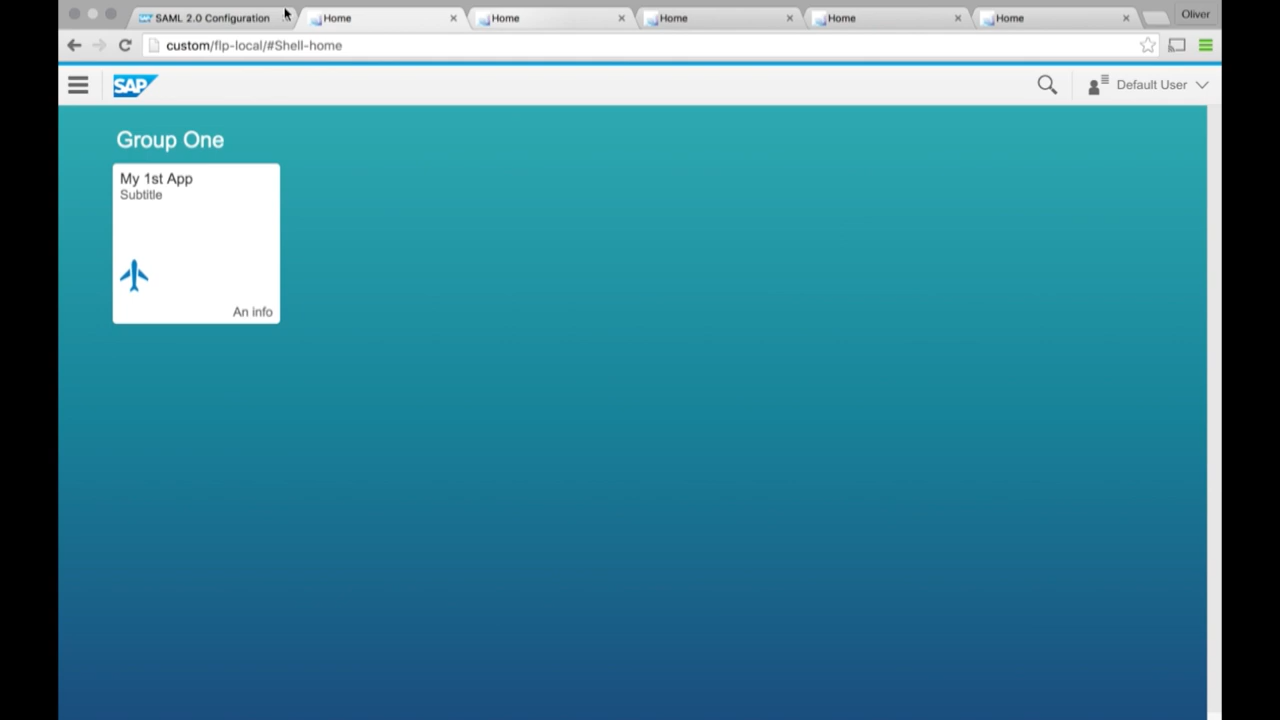 SAML 2.0 Configuration
Home
Home
Home
Home
Home
Oliver
custom/flp-local/#Shell-home
SAP
Default User
Group One
My 1st App
Subtitle
An info